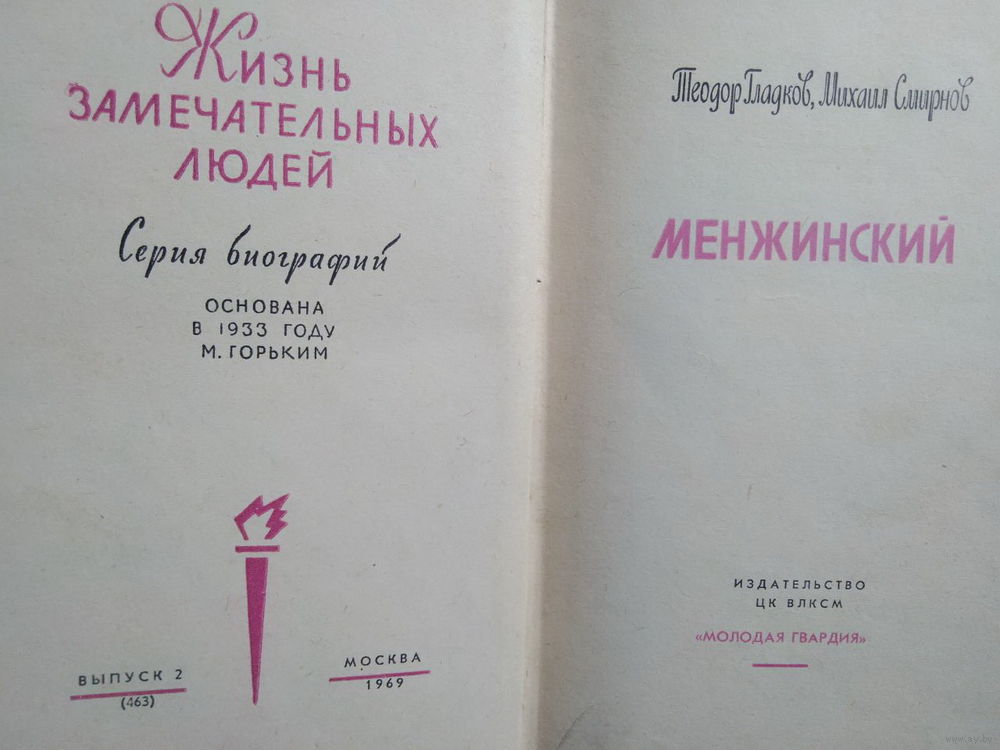 Жизнь
ЗАМЕЧАТЕЛЬНЫХ
ЛЮДЕЙ
Серия биографий
ОСНОВАНА
В 1933 ГОДУ
М. ГОРЬКИМ
ВЫПУСК 2
(463)
МОСКВА
1969
Теодор Гладков, Михаил Смирнов
МЕНЖИНСКИЙ
ИЗДАТЕЛЬСТВО
ЦК ВЛКСМ
«МОЛОДАЯ ГВАРДИЯ»